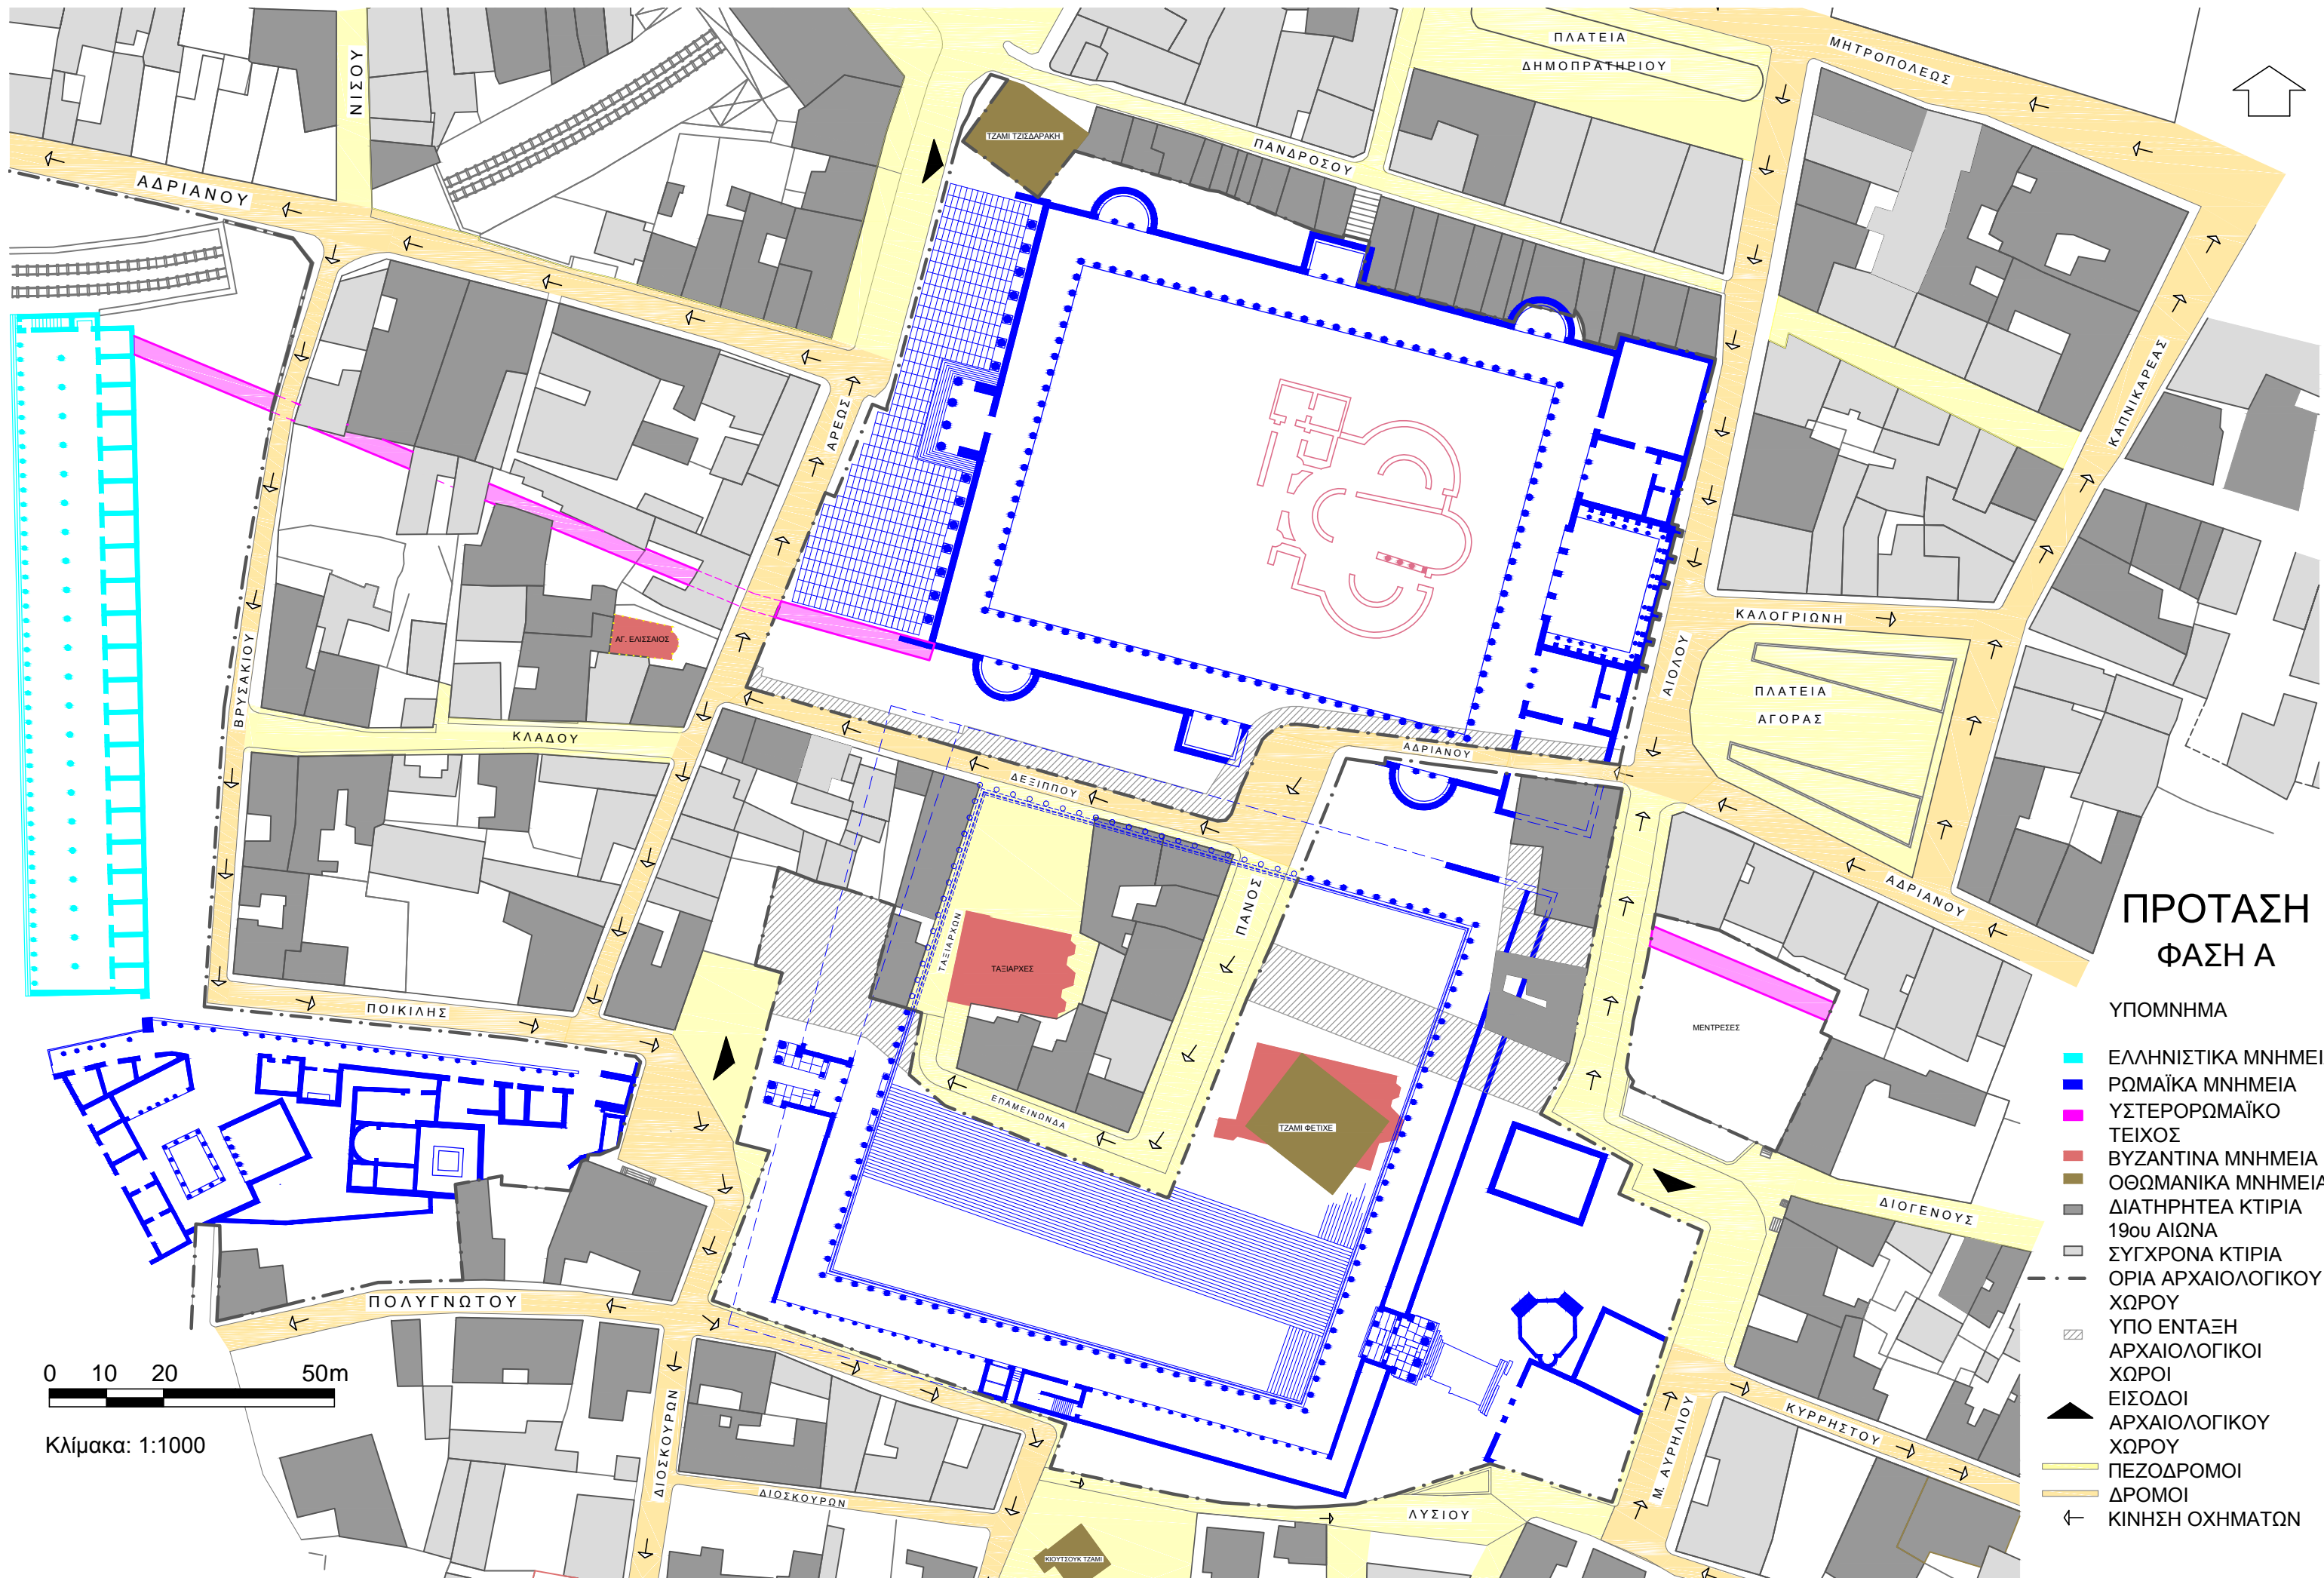 ΠΛΑΤΕΙΑ
ΔΗΜΟΠΡΑΤΗΡΙΟΥ
ΜΗΤΡΟΠΟΛΕΩΣ
ΝΙΣΟΥ
ΤΖΑΜΙ ΤΖΙΣΔΑΡΑΚΗ
ΠΑΝΔΡΟΣΟΥ
ΑΔΡΙΑΝΟΥ
ΚΑΠΝΙΚΑΡΕΑΣ
ΑΡΕΩΣ
ΑΓ. ΕΛΙΣΣΑΙΟΣ
ΚΑΛΟΓΡΙΩΝΗ
ΑΙΟΛΟΥ
ΠΛΑΤΕΙΑ
ΑΓΟΡΑΣ
ΒΡΥΣΑΚΙΟΥ
ΚΛΑΔΟΥ
ΑΔΡΙΑΝΟΥ
ΔΕΞΙΠΠΟΥ
ΑΔΡΙΑΝΟΥ
ΠΑΝΟΣ
ΤΑΞΙΑΡΧΩΝ
ΤΑΞΙΑΡΧΕΣ
ΠΟΙΚΙΛΗΣ
ΜΕΝΤΡΕΣΕΣ
ΕΠΑΜΕΙΝΩΝΔΑ
ΤΖΑΜΙ ΦΕΤΙΧΕ
ΔΙΟΓΕΝΟΥΣ
ΠΟΛΥΓΝΩΤΟΥ
ΔΙΟΣΚΟΥΡΩΝ
ΔΙΟΣΚΟΥΡΩΝ
Μ. ΑΥΡΗΛΙΟΥ
ΚΥΡΡΗΣΤΟΥ
ΛΥΣΙΟΥ
ΚΙΟΥΤΣΟΥΚ ΤΖΑΜΙ
0 10 20 50m
Κλίμακα: 1:1000
ΠΡΟΤΑΣΗ
ΦΑΣΗ Α
ΥΠΟΜΝΗΜΑ
ΕΛΛΗΝΙΣΤΙΚΑ ΜΝΗΜΕΙ
ΡΩΜΑΪΚΑ ΜΝΗΜΕΙΑ
ΥΣΤΕΡΟΡΩΜΑΪΚΟ
ΤΕΙΧΟΣ
ΒΥΖΑΝΤΙΝΑ ΜΝΗΜΕΙΑ
ΟΘΩΜΑΝΙΚΑ ΜΝΗΜΕΙΑ
ΔΙΑΤΗΡΗΤΕΑ ΚΤΙΡΙΑ
19ου ΑΙΩΝΑ
ΣΥΓΧΡΟΝΑ ΚΤΙΡΙΑ
ΟΡΙΑ ΑΡΧΑΙΟΛΟΓΙΚΟΥ
ΧΩΡΟΥ
ΥΠΟ ΕΝΤΑΞΗ
ΑΡΧΑΙΟΛΟΓΙΚΟΙ
ΧΩΡΟΙ
ΕΙΣΟΔΟΙ
ΑΡΧΑΙΟΛΟΓΙΚΟΥ
ΧΩΡΟΥ
ΠΕΖΟΔΡΟΜΟΙ
ΔΡΟΜΟΙ
ΚΙΝΗΣΗ ΟΧΗΜΑΤΩΝ